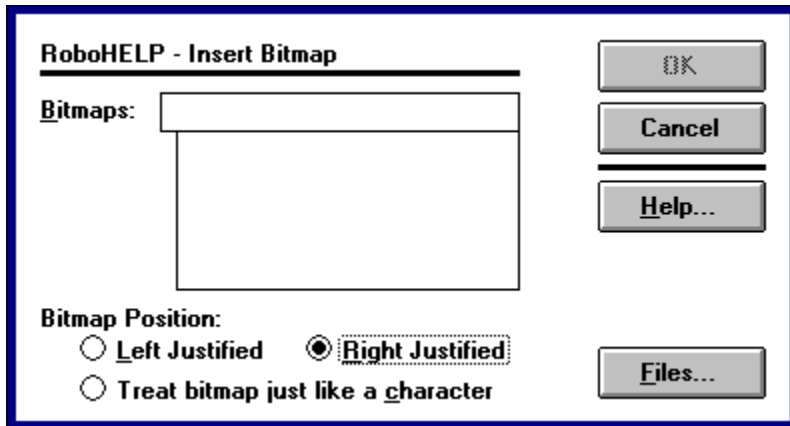 RoboHELP - Insert Bitmap
OK
Bitmaps:
Cancel
Help...
Bitmap Position:
Left Justified
Right Justified
Treat bitmap just like a character
Files...